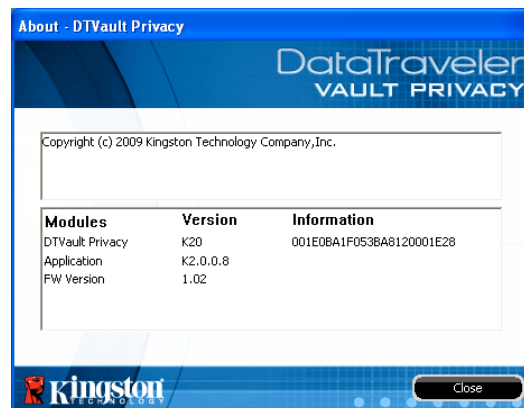 About - DTVault Privacy
DataTraveler
VAULT PRIVACY
Copyright (c) 2009 Kingston Technology Company,Inc.
Modules Version Information
DTVault Privacy K20 001E0BA1F053BA8120001E28
Application K2.0.0.8
FW Version 1.02
Kingston
TECHNOLOGY
Close